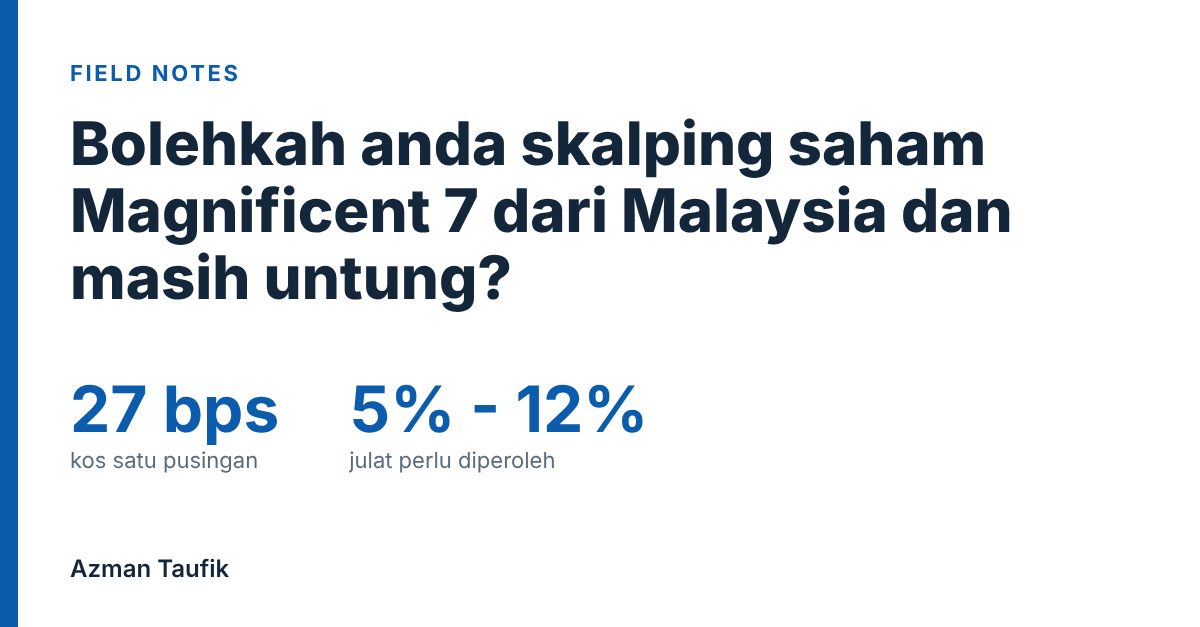 FIELD NOTES
Bolehkah anda skalping saham
Magnificent 7 dari Malaysia dan
masih untung?
27 bps
kos satu pusingan
5% - 12%
julat perlu diperoleh
Azman Taufik